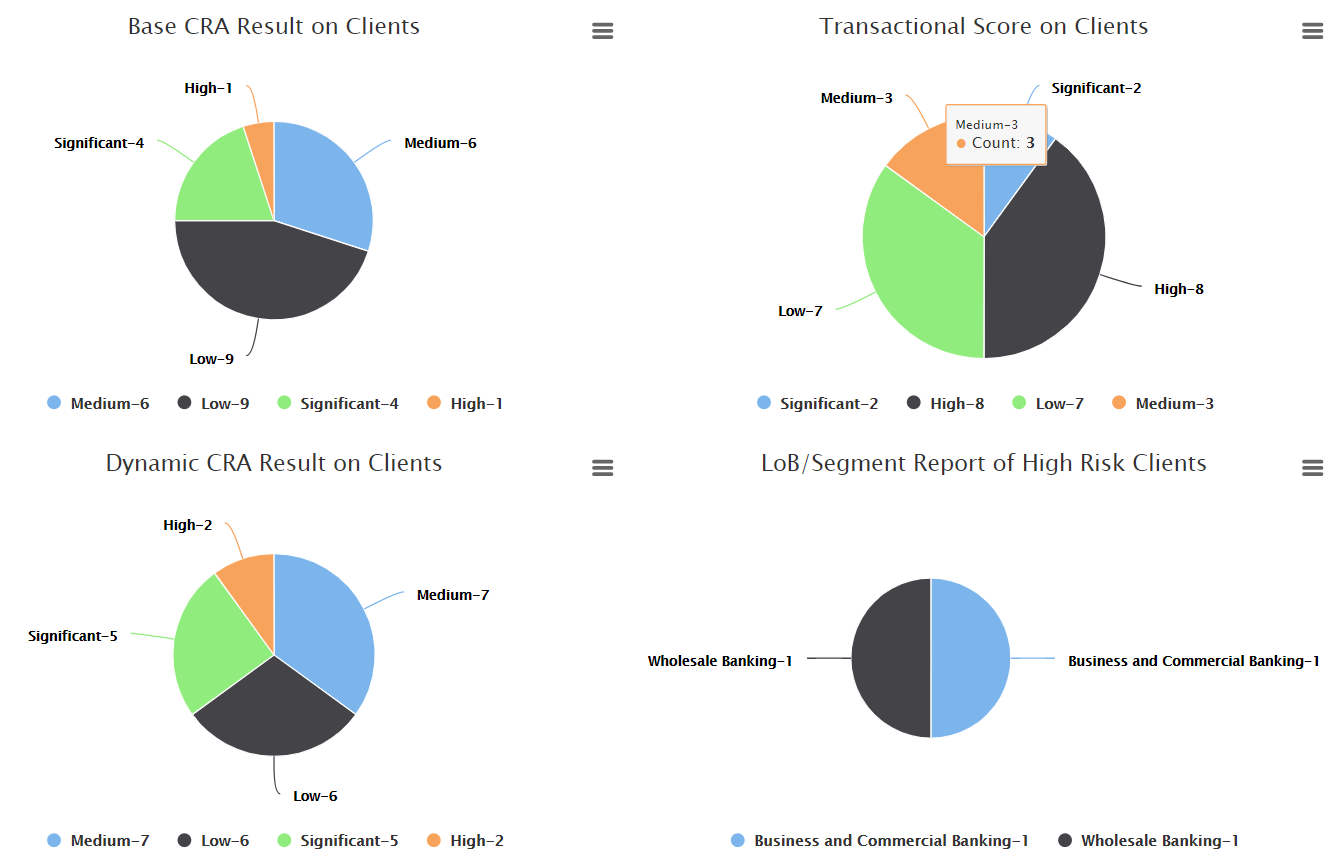 Base CRA Result on Clients
High-1
Significant-4
Medium-6
Low-9
Medium-6 Low-9 Significant-4 High-1
Transactional Score on Clients
Significant-2
Medium-3
Medium-3
Count: 3
High-8
Low-7
Significant-2 High-8 Low-7 Medium-3
Dynamic CRA Result on Clients
High-2
Medium-7
Significant-5
Low-6
Medium-7 Low-6 Significant-5 High-2
LoB/Segment Report of High Risk Clients
Wholesale Banking-1
Business and Commercial Banking-1
Business and Commercial Banking-1 Wholesale Banking-1